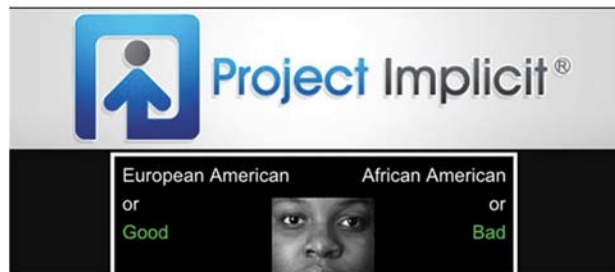 Project Implicit®
European American
or
Good
African American
or
Bad